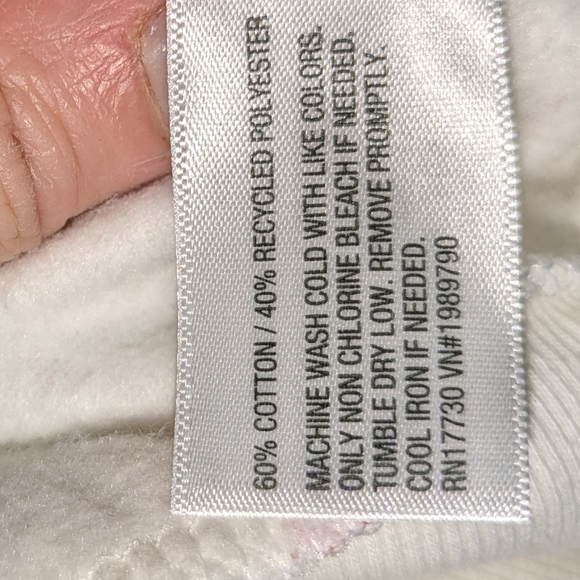 60% COTTON / 40% RECYCLED POLYESTER
MACHINE WASH COLD WITH LIKE COLORS.
ONLY NON CHLORINE BLEACH IF NEEDED.
TUMBLE DRY LOW. REMOVE PROMPTLY.
COOL IRON IF NEEDED.
RN17730 VN#1989790